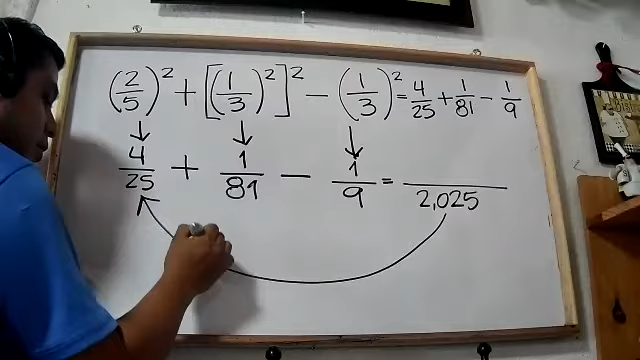 (2/5)² + [(1/3)²]² − (1/3)² = 4/25 + 1/81 − 1/9
4/25 + 1/81 − 1/9 = /2,025